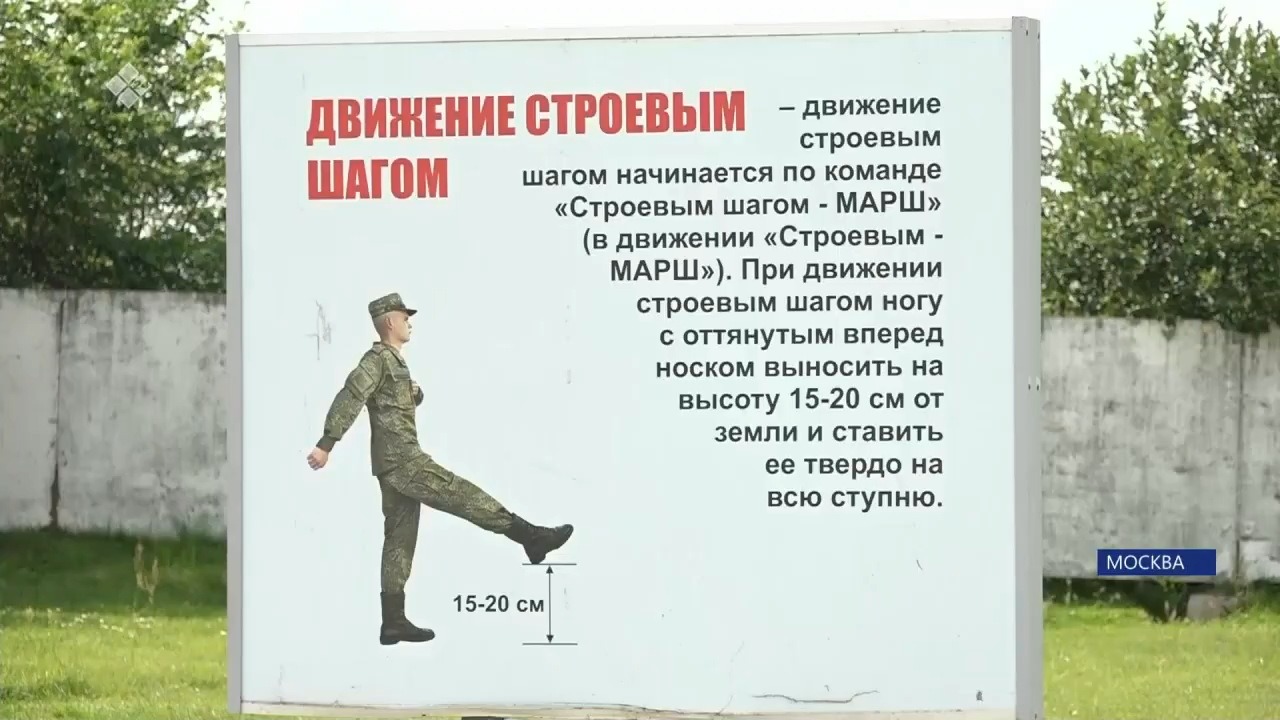 ДВИЖЕНИЕ СТРОЕВЫМ
ШАГОМ
– движение
строевым
шагом начинается по команде
«Строевым шагом - МАРШ»
(в движении «Строевым -
МАРШ»). При движении
строевым шагом ногу
с оттянутым вперед
носком выносить на
высоту 15-20 см от
земли и ставить
ее твердо на
всю ступню.
15-20 см
МОСКВА